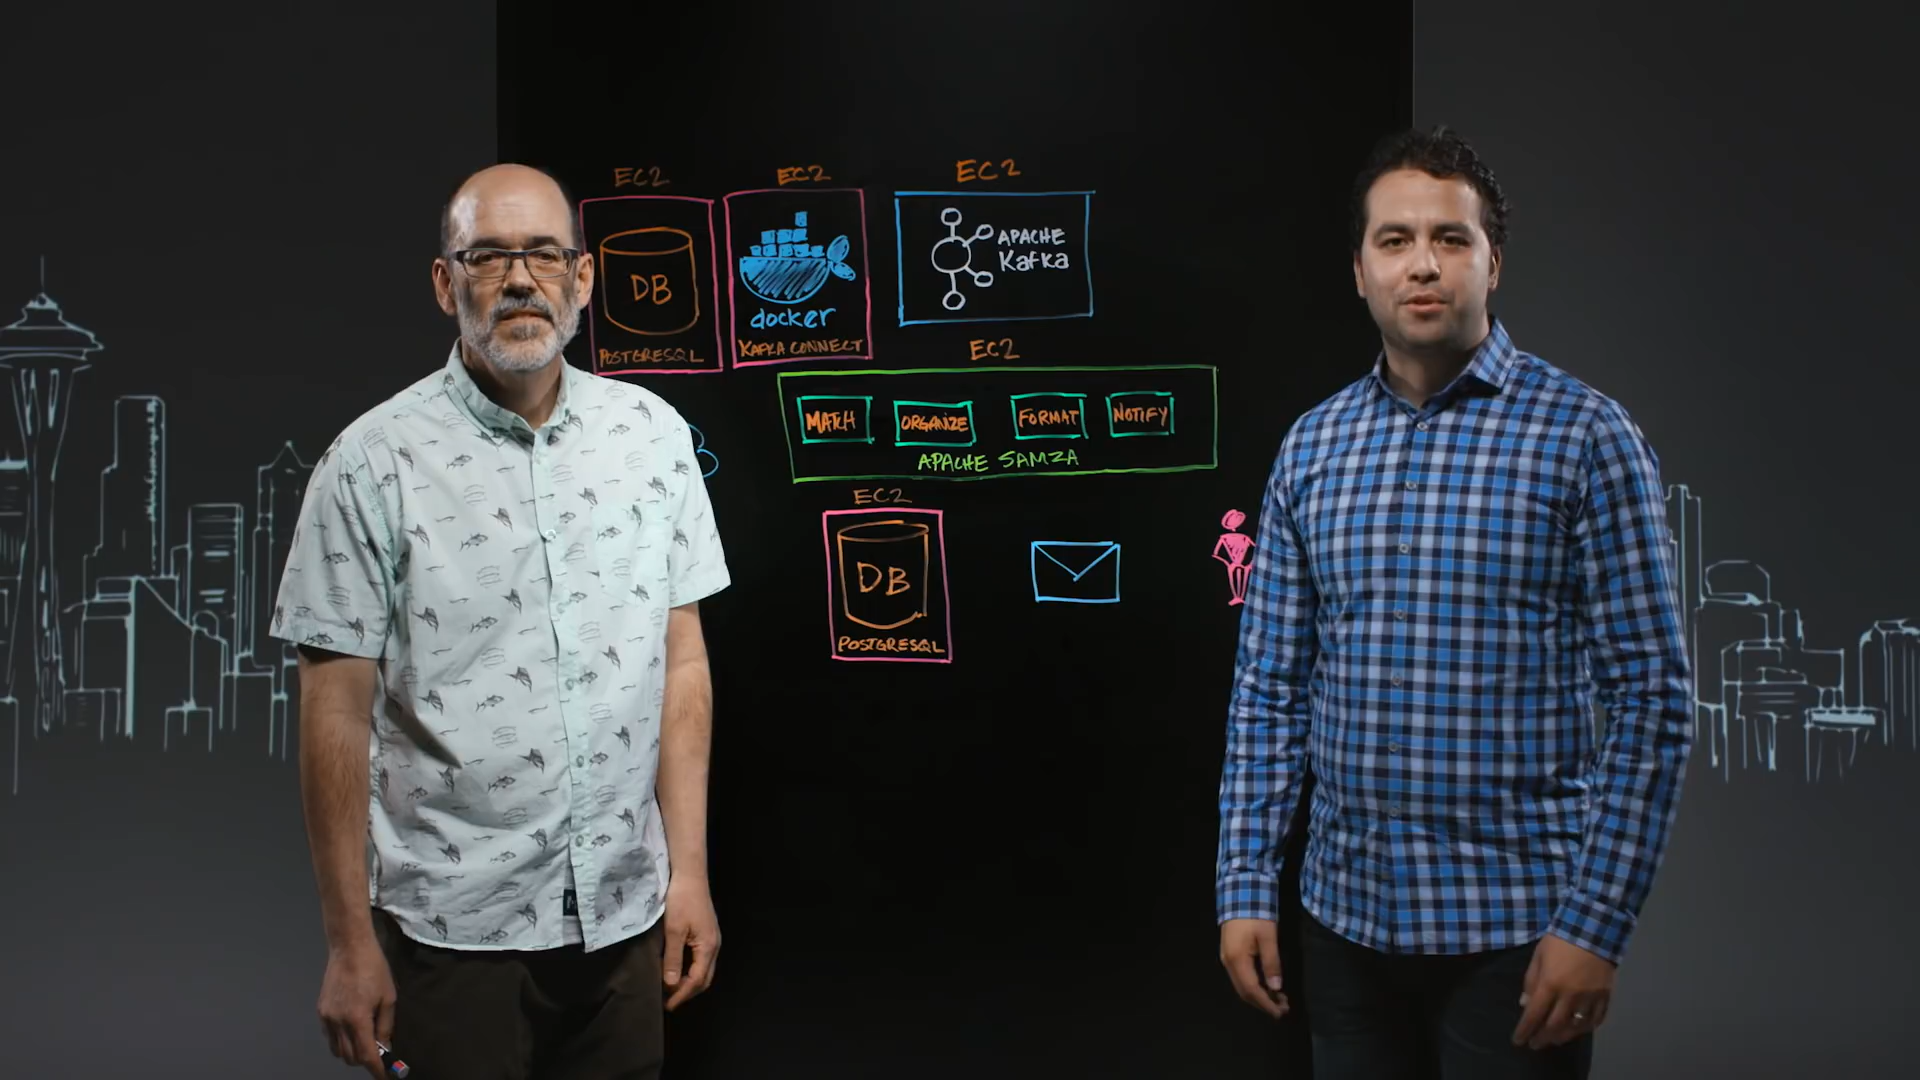 EC2
EC2
EC2
DB
POSTGRESQL
docker
KAFKA CONNECT
APACHE
Kafka
EC2
MATCH
ORGANIZE
FORMAT
NOTIFY
APACHE SAMZA
EC2
DB
POSTGRESQL